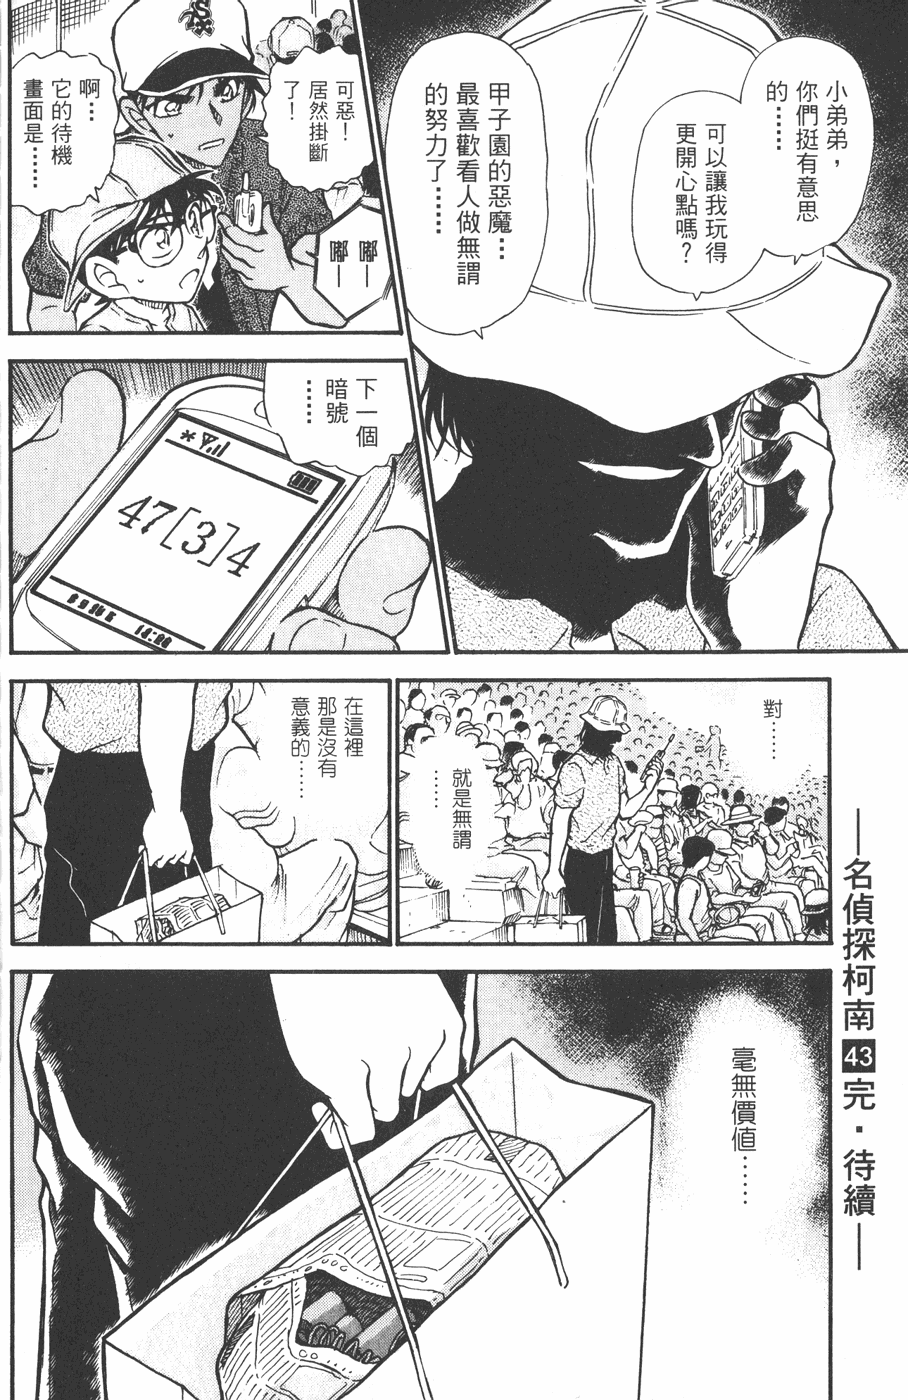 小弟弟，
你們挺有意思
的……
可以讓我玩得
更開心點嗎？
甲子園的惡魔…
最喜歡看人做無謂
的努力了……
可惡！
居然掛斷
了！
嘟—
嘟—
啊…
它的待機
畫面是……
下一個
暗號
……
47[3]4
對……
就是無謂
……
在這裡
那是沒有
意義的……
毫無價值……
—名偵探柯南43完・待續—